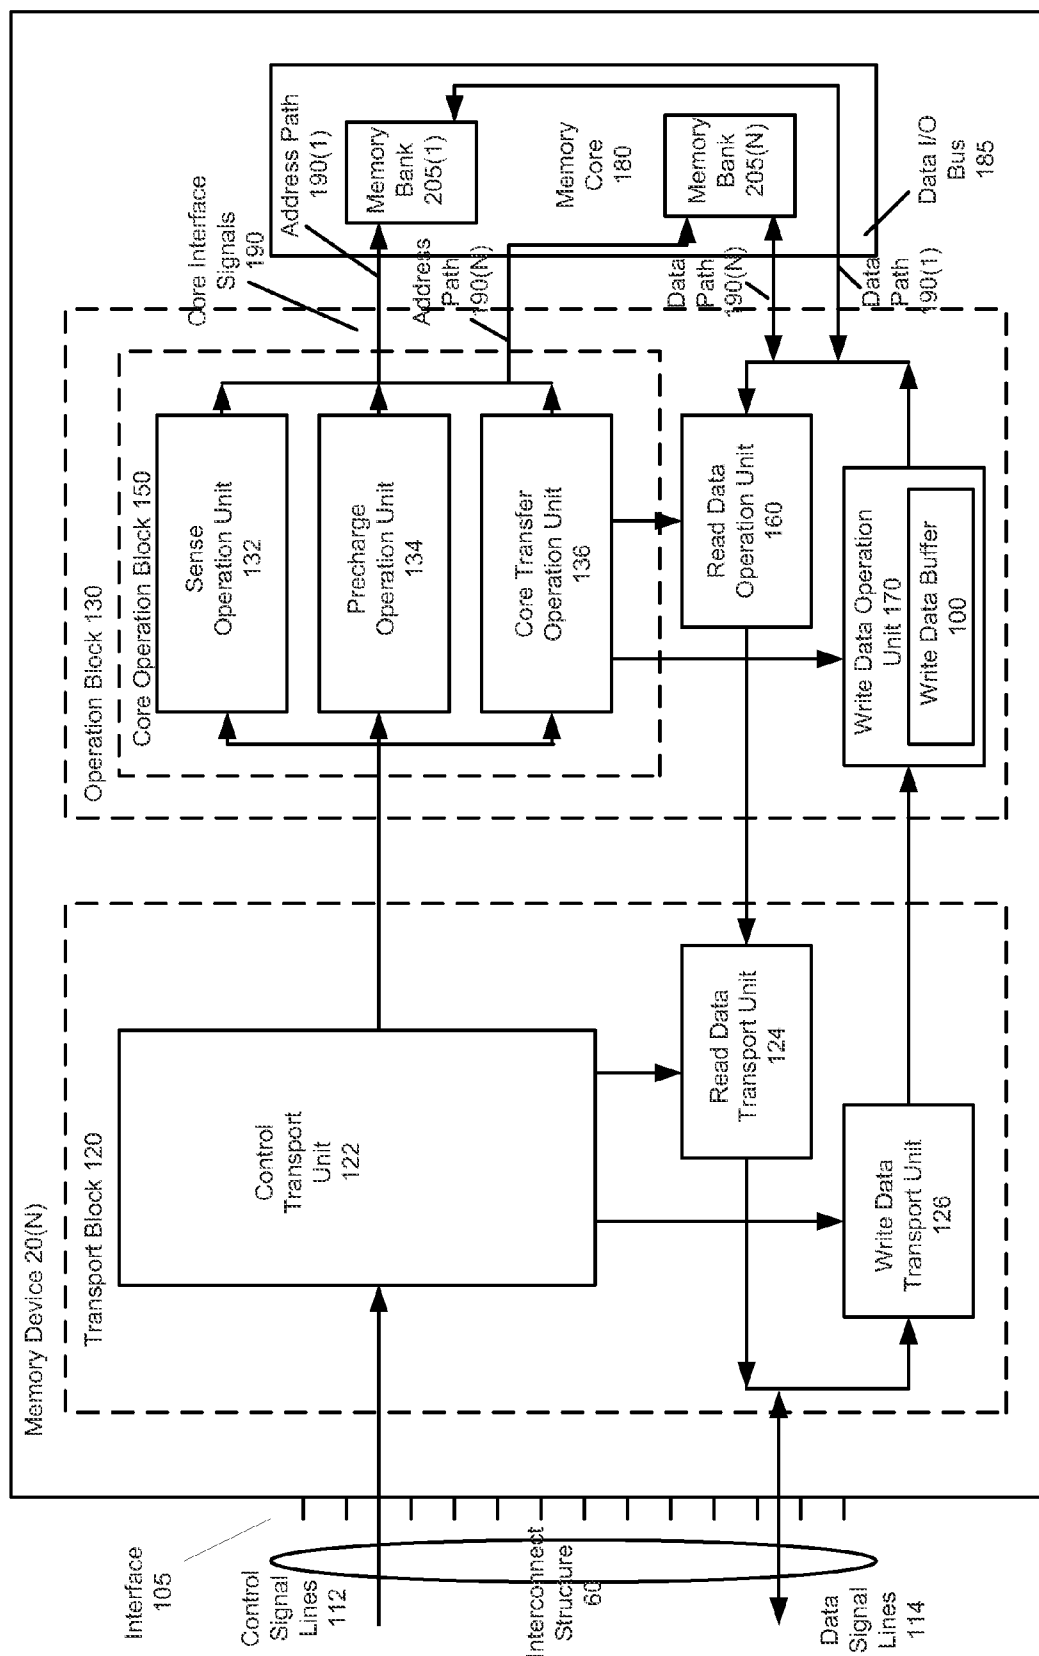 Memory Device 20(N)
Transport Block 120
Operation Block 130
Core Operation Block 150
Interface
105
Control
Signal
Lines
112
Interconnect
Structure
60
Data
Signal
Lines
114
Control
Transport
Unit
122
Read Data
Transport Unit
124
Write Data
Transport Unit
126
Sense
Operation Unit
132
Precharge
Operation Unit
134
Core Transfer
Operation Unit
136
Read Data
Operation Unit
160
Write Data Operation
Unit 170
Write Data Buffer
100
Core Interface
Signals
190
Address Path
190(1)
Address
Path
190(N)
Data
Path
190(N)
Data
Path
190(1)
Memory
Bank
205(1)
Memory
Core
180
Memory
Bank
205(N)
Data I/O
Bus
185